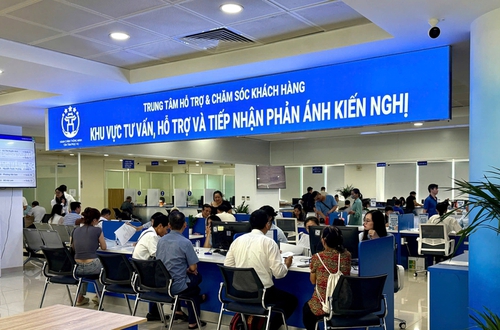 TRUNG TÂM HỖ TRỢ & CHĂM SÓC KHÁCH HÀNG
KHU VỰC TƯ VẤN, HỖ TRỢ VÀ TIẾP NHẬN PHẢN ÁNH KIẾN NGHỊ